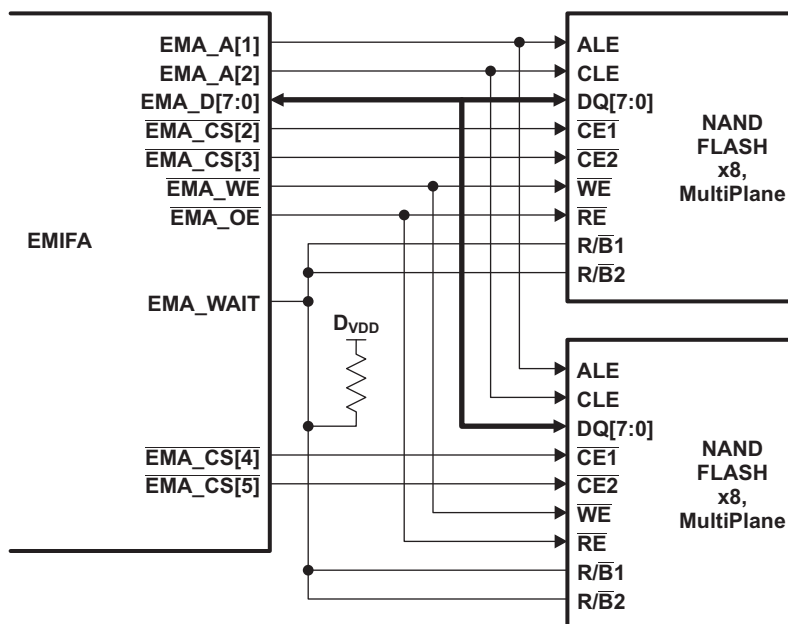 EMIFA
EMA_A[1]
EMA_A[2]
EMA_D[7:0]
EMA_CS[2]
EMA_CS[3]
EMA_WE
EMA_OE
EMA_WAIT
DVDD
EMA_CS[4]
EMA_CS[5]
ALE
CLE
DQ[7:0]
CE1
CE2
WE
RE
R/B1
R/B2
NAND
FLASH
x8,
MultiPlane
ALE
CLE
DQ[7:0]
CE1
CE2
WE
RE
R/B1
R/B2
NAND
FLASH
x8,
MultiPlane